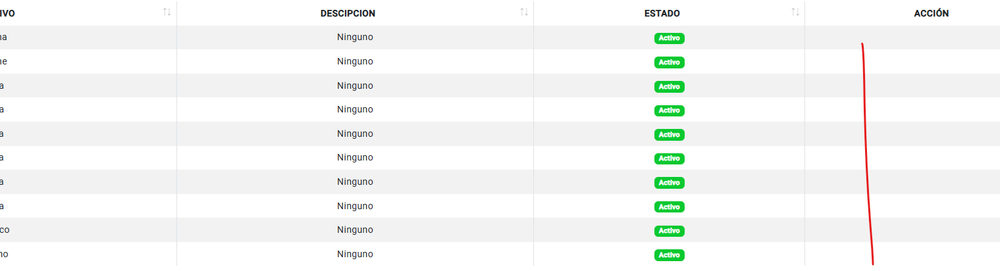 IVO DESCIPCION ESTADO ACCIÓN
na Ninguno Activo
ne Ninguno Activo
a Ninguno Activo
a Ninguno Activo
a Ninguno Activo
a Ninguno Activo
a Ninguno Activo
a Ninguno Activo
co Ninguno Activo
no Ninguno Activo